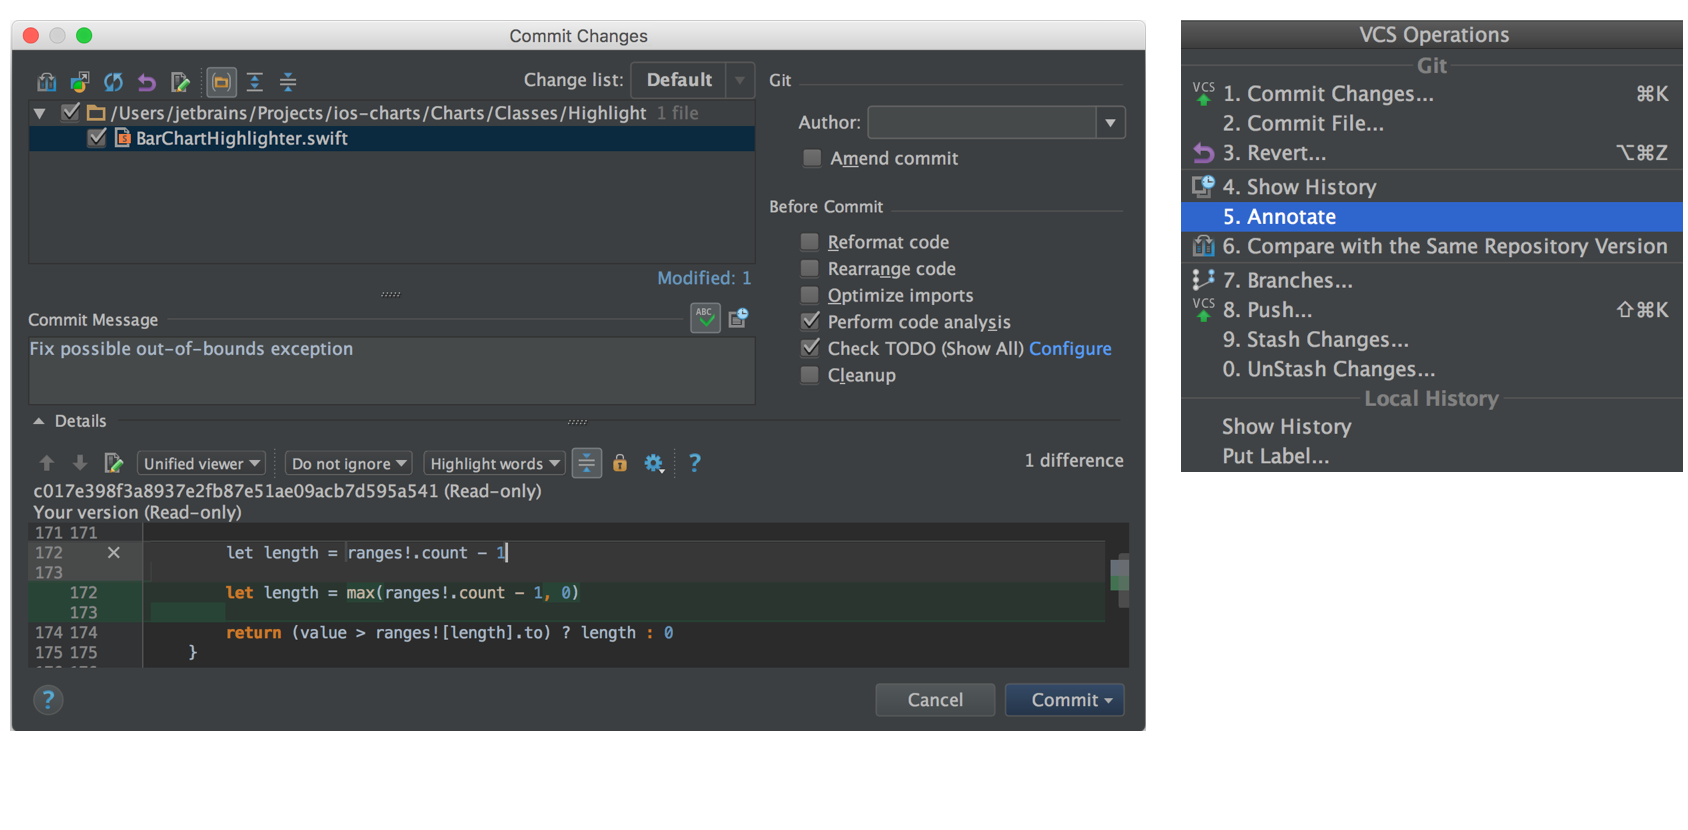 Commit Changes
Change list: Default
/Users/jetbrains/Projects/ios-charts/Charts/Classes/Highlight 1 file
BarChartHighlighter.swift
Modified: 1
Commit Message
ABC
Fix possible out-of-bounds exception
Git
Author:
Amend commit
Before Commit
Reformat code
Rearrange code
Optimize imports
Perform code analysis
Check TODO (Show All) Configure
Cleanup
Details
Unified viewer Do not ignore Highlight words ? 1 difference
c017e398f3a8937e2fb87e51ae09acb7d595a541 (Read-only)
Your version (Read-only)
171 171
172 let length = ranges!.count - 1
173
172 let length = max(ranges!.count - 1, 0)
173
174 174 return (value > ranges![length].to) ? length : 0
175 175 }
? Cancel Commit
VCS Operations
Git
VCS 1. Commit Changes... ⌘K
2. Commit File...
3. Revert... ⌥⌘Z
4. Show History
5. Annotate
6. Compare with the Same Repository Version
7. Branches...
VCS 8. Push... ⇧⌘K
9. Stash Changes...
0. UnStash Changes...
Local History
Show History
Put Label...